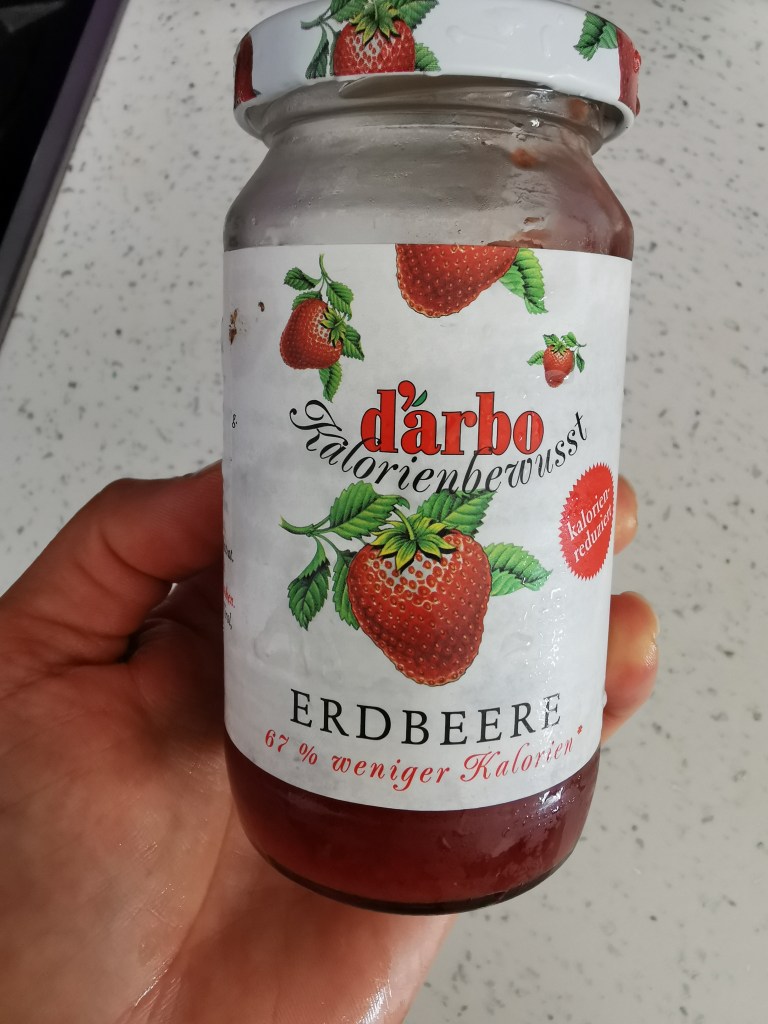 d'arbo
Kalorienbewusst
kalorien-
reduziert
ERDBEERE
67 % weniger Kalorien*